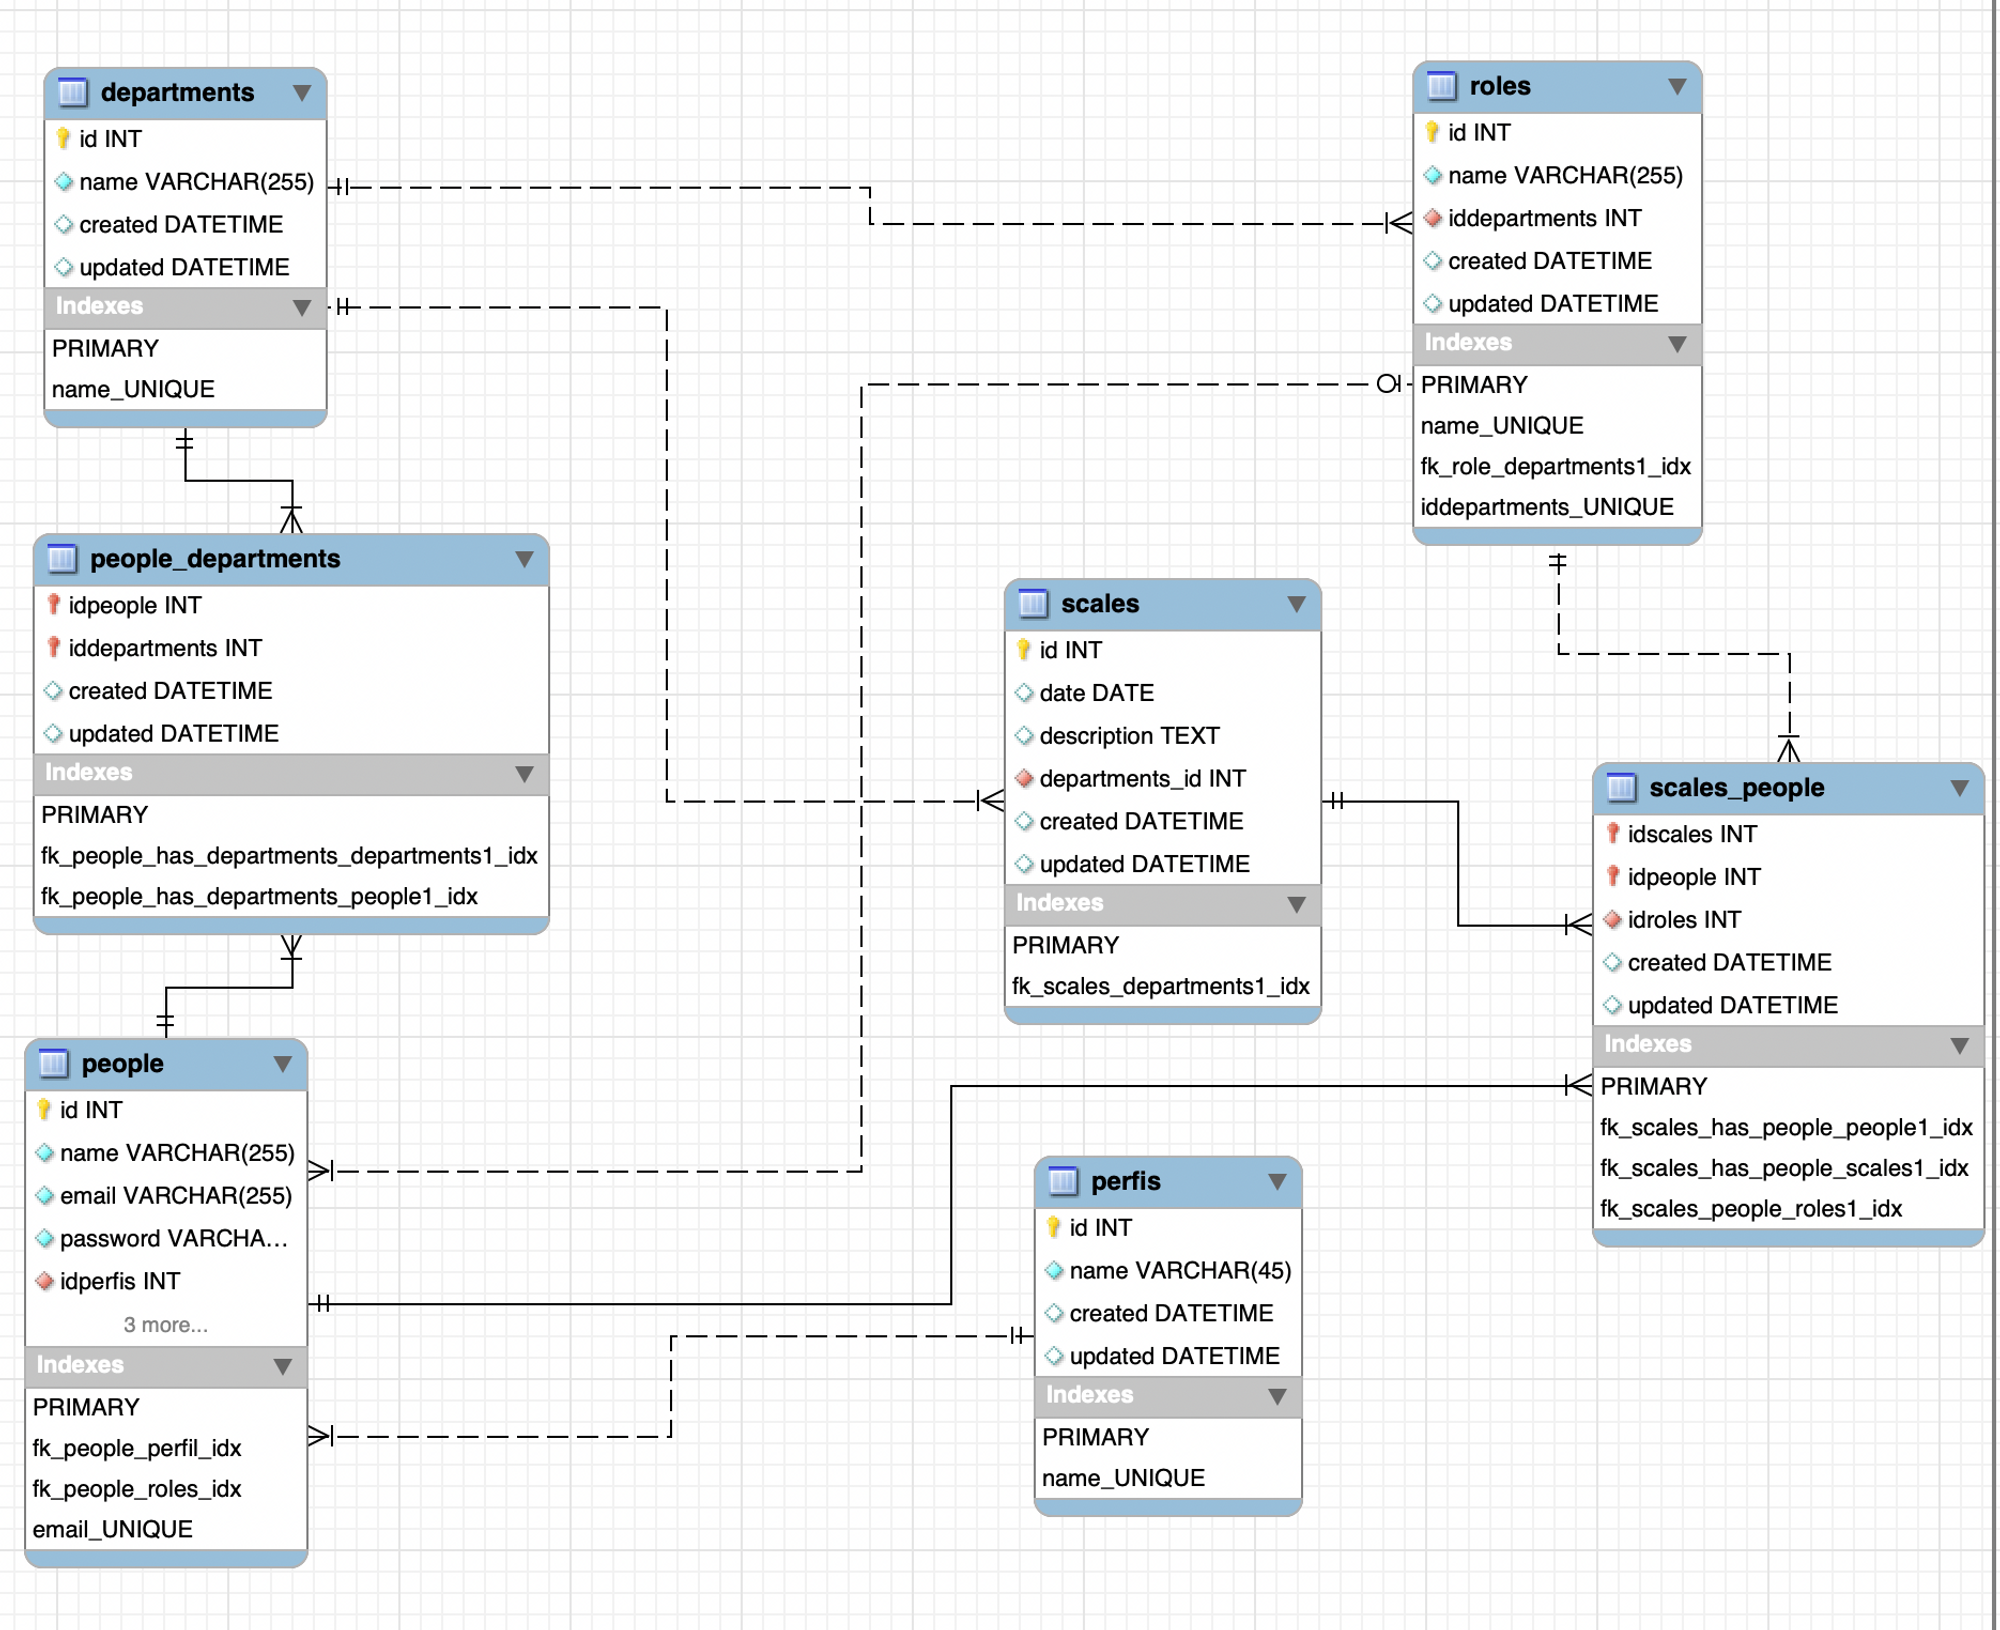 departments
id INT
name VARCHAR(255)
created DATETIME
updated DATETIME
Indexes
PRIMARY
name_UNIQUE
roles
id INT
name VARCHAR(255)
iddepartments INT
created DATETIME
updated DATETIME
Indexes
PRIMARY
name_UNIQUE
fk_role_departments1_idx
iddepartments_UNIQUE
people_departments
idpeople INT
iddepartments INT
created DATETIME
updated DATETIME
Indexes
PRIMARY
fk_people_has_departments_departments1_idx
fk_people_has_departments_people1_idx
scales
id INT
date DATE
description TEXT
departments_id INT
created DATETIME
updated DATETIME
Indexes
PRIMARY
fk_scales_departments1_idx
scales_people
idscales INT
idpeople INT
idroles INT
created DATETIME
updated DATETIME
Indexes
PRIMARY
fk_scales_has_people_people1_idx
fk_scales_has_people_scales1_idx
fk_scales_people_roles1_idx
people
id INT
name VARCHAR(255)
email VARCHAR(255)
password VARCHA...
idperfis INT
3 more...
Indexes
PRIMARY
fk_people_perfil_idx
fk_people_roles_idx
email_UNIQUE
perfis
id INT
name VARCHAR(45)
created DATETIME
updated DATETIME
Indexes
PRIMARY
name_UNIQUE